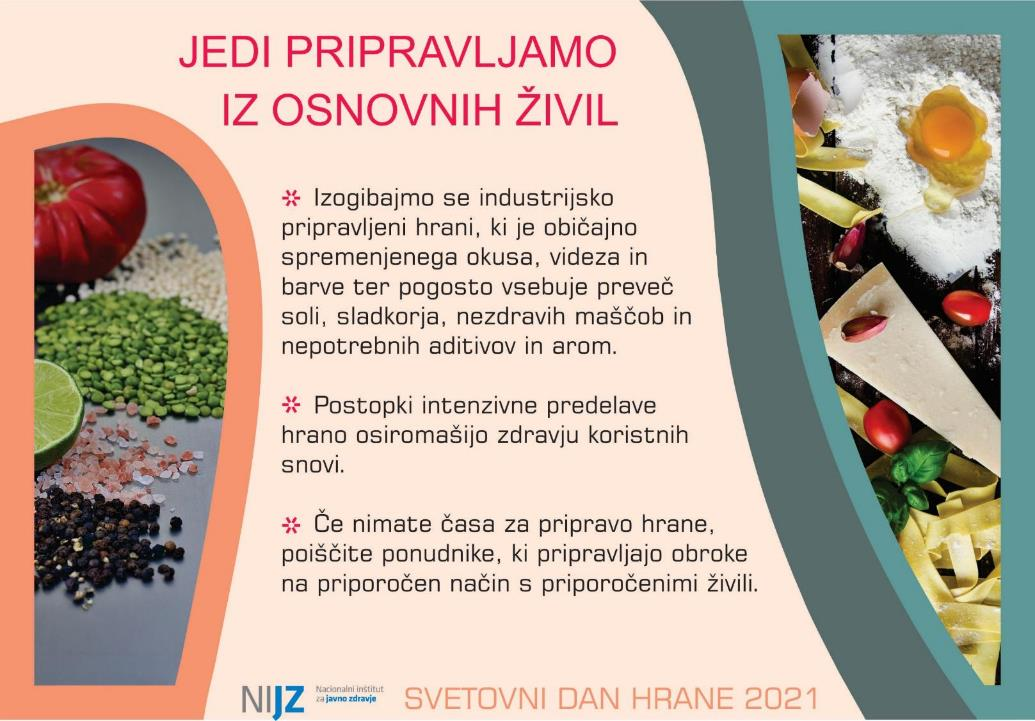 JEDI PRIPRAVLJAMO
IZ OSNOVNIH ŽIVIL
Izogibajmo se industrijsko
pripravljeni hrani, ki je običajno
spremenjenega okusa, videza in
barve ter pogosto vsebuje preveč
soli, sladkorja, nezdravih maščob in
nepotrebnih aditivov in arom.
Postopki intenzivne predelave
hrano osiromašijo zdravju koristnih
snovi.
Če nimate časa za pripravo hrane,
poiščite ponudnike, ki pripravljajo obroke
na priporočen način s priporočenimi živili.
NIJZ
Nacionalni inštitut
za javno zdravje
SVETOVNI DAN HRANE 2021